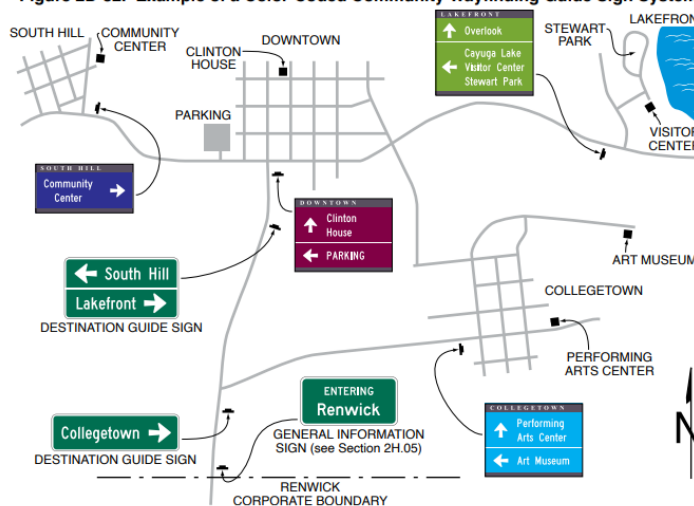 Figure 2D-32. Example of a Color-Coded Community Wayfinding Guide Sign System
SOUTH HILL
COMMUNITY
CENTER
CLINTON
HOUSE
DOWNTOWN
LAKEFRONT
Overlook
Cayuga Lake
Visitor Center
Stewart Park
STEWART
PARK
LAKEFRON
PARKING
VISITOR
CENTER
SOUTH HILL
Community
Center
DOWNTOWN
Clinton
House
PARKING
ART MUSEUM
South Hill
Lakefront
DESTINATION GUIDE SIGN
COLLEGETOWN
PERFORMING
ARTS CENTER
ENTERING
Renwick
GENERAL INFORMATION
SIGN (see Section 2H.05)
Collegetown
DESTINATION GUIDE SIGN
COLLEGETOWN
Performing
Arts Center
Art Museum
N
RENWICK
CORPORATE BOUNDARY